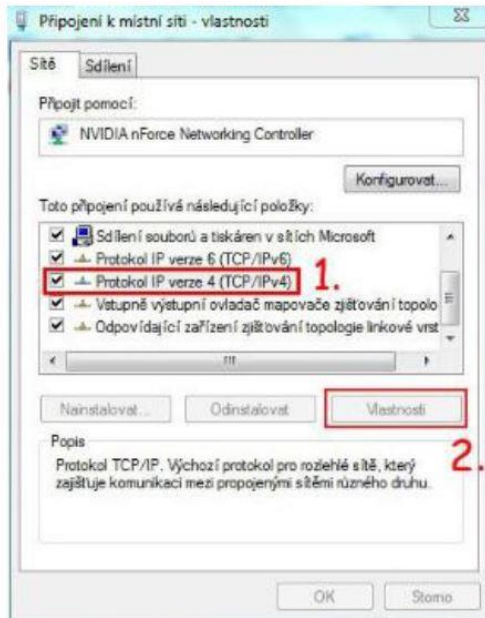 Připojení k místní síti - vlastnosti
Sítě Sdílení
Připojit pomocí:
NVIDIA nForce Networking Controller
Konfigurovat...
Toto připojení používá následující položky:
Sdílení souborů a tiskáren v sítích Microsoft
Protokol IP verze 6 (TCP/IPv6)
Protokol IP verze 4 (TCP/IPv4) 1.
Vstupně výstupní ovladač mapovače zjišťování topolo
Odpovídající zařízení zjišťování topologie linkové vrst
Nainstalovat... Odinstalovat Vlastnosti
2.
Popis
Protokol TCP/IP. Výchozí protokol pro rozlehlé sítě, který
zajišťuje komunikaci mezi propojenými sítěmi různého druhu.
OK Storno